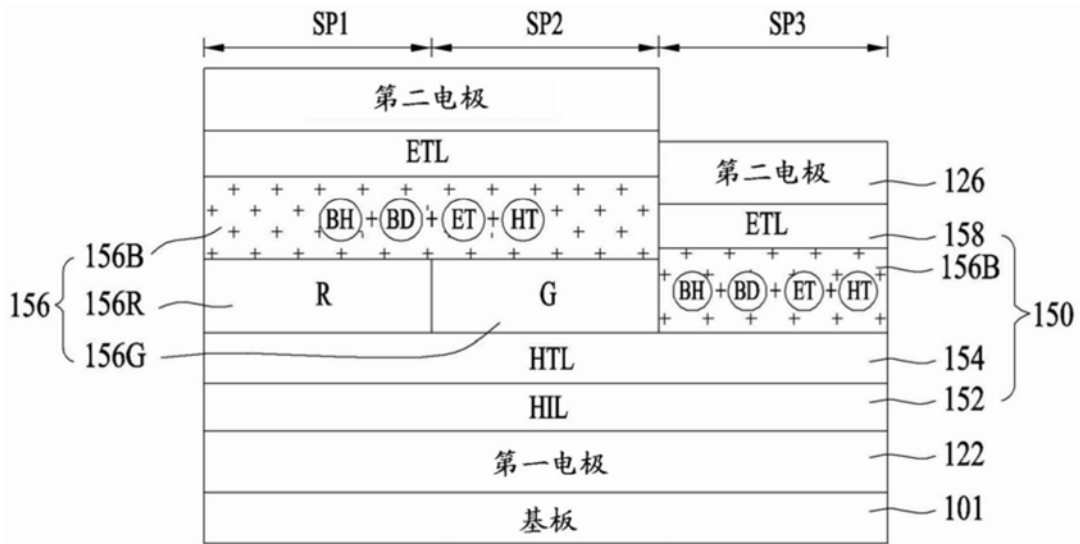 SP1 SP2 SP3
第二电极
ETL
第二电极 126
BH + BD + ET + HT
ETL 158
156B 156B
BH + BD + ET + HT
156 156R R G 150
156G HTL 154
HIL 152
第一电极 122
基板 101